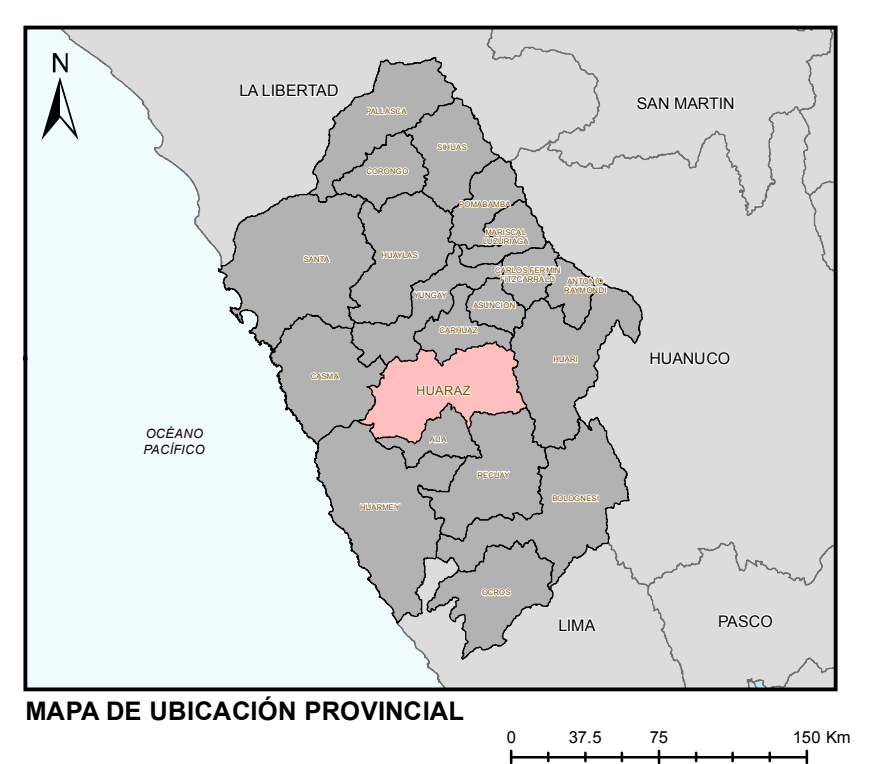 N
LA LIBERTAD
SAN MARTIN
PALLASCA
SIHUAS
CORONGO
POMABAMBA
MARISCAL
LUZURIAGA
SANTA
HUAYLAS
CARLOS FERMIN
FITZCARRALD
ANTONIO
RAYMONDI
YUNGAY
ASUNCION
CARHUAZ
HUARI
HUANUCO
CASMA
HUARAZ
OCÉANO
PACÍFICO
AIJA
RECUAY
BOLOGNESI
HUARMEY
OCROS
LIMA
PASCO
MAPA DE UBICACIÓN PROVINCIAL
0 37.5 75 150 Km